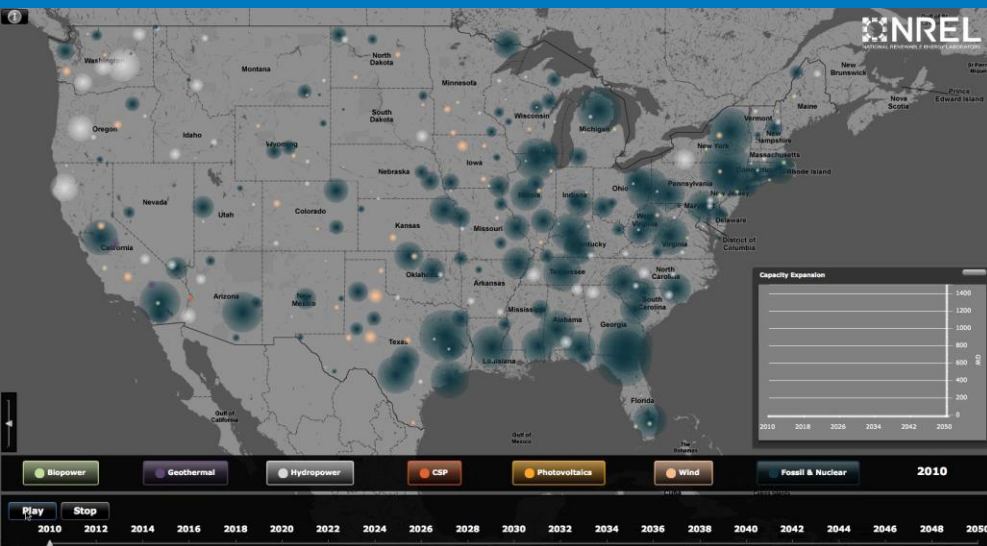 NREL
NATIONAL RENEWABLE ENERGY LABORATORY
Washington
Montana
North Dakota
Minnesota
New Brunswick
Nova Scotia
Prince Edward Island
Maine
Vermont
New Hampshire
Oregon
Idaho
South Dakota
Wisconsin
Michigan
New York
Massachusetts
Rhode Island
Wyoming
Iowa
Nebraska
Illinois
Indiana
Ohio
Pennsylvania
New Jersey
Nevada
Utah
Colorado
Kansas
Missouri
West Virginia
Virginia
Delaware
District of Columbia
California
Kentucky
Arizona
New Mexico
Oklahoma
Arkansas
Tennessee
North Carolina
South Carolina
Mississippi
Alabama
Georgia
Texas
Louisiana
Florida
Gulf of California
Gulf of Mexico
The Bahamas
Capacity Expansion
1400
1200
1000
800
600
400
200
0
GW
2010 2018 2026 2034 2042 2050
Biopower Geothermal Hydropower CSP Photovoltaics Wind Fossil & Nuclear 2010
CUBA
Play Stop
2010 2012 2014 2016 2018 2020 2022 2024 2026 2028 2030 2032 2034 2036 2038 2040 2042 2044 2046 2048 2050